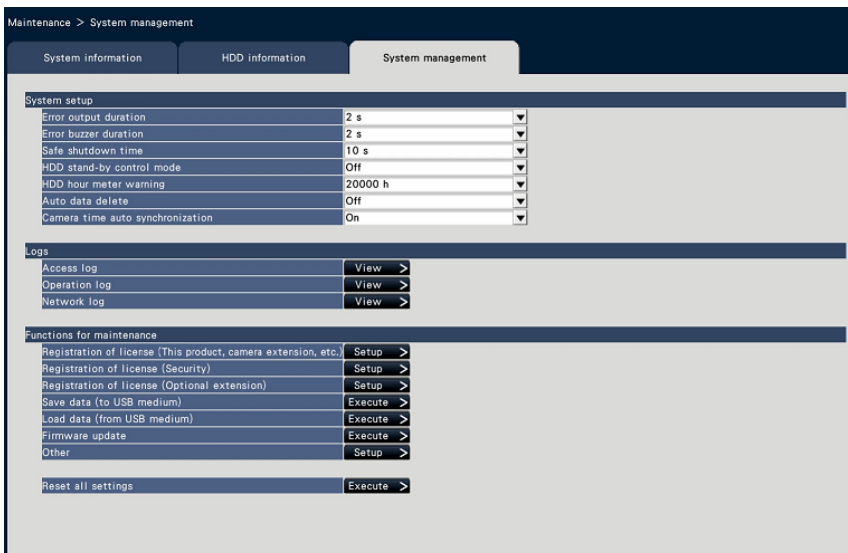 Maintenance > System management
System information HDD information System management
System setup
Error output duration 2 s
Error buzzer duration 2 s
Safe shutdown time 10 s
HDD stand-by control mode Off
HDD hour meter warning 20000 h
Auto data delete Off
Camera time auto synchronization On
Logs
Access log View >
Operation log View >
Network log View >
Functions for maintenance
Registration of license (This product, camera extension, etc.) Setup >
Registration of license (Security) Setup >
Registration of license (Optional extension) Setup >
Save data (to USB medium) Execute >
Load data (from USB medium) Execute >
Firmware update Execute >
Other Setup >
Reset all settings Execute >